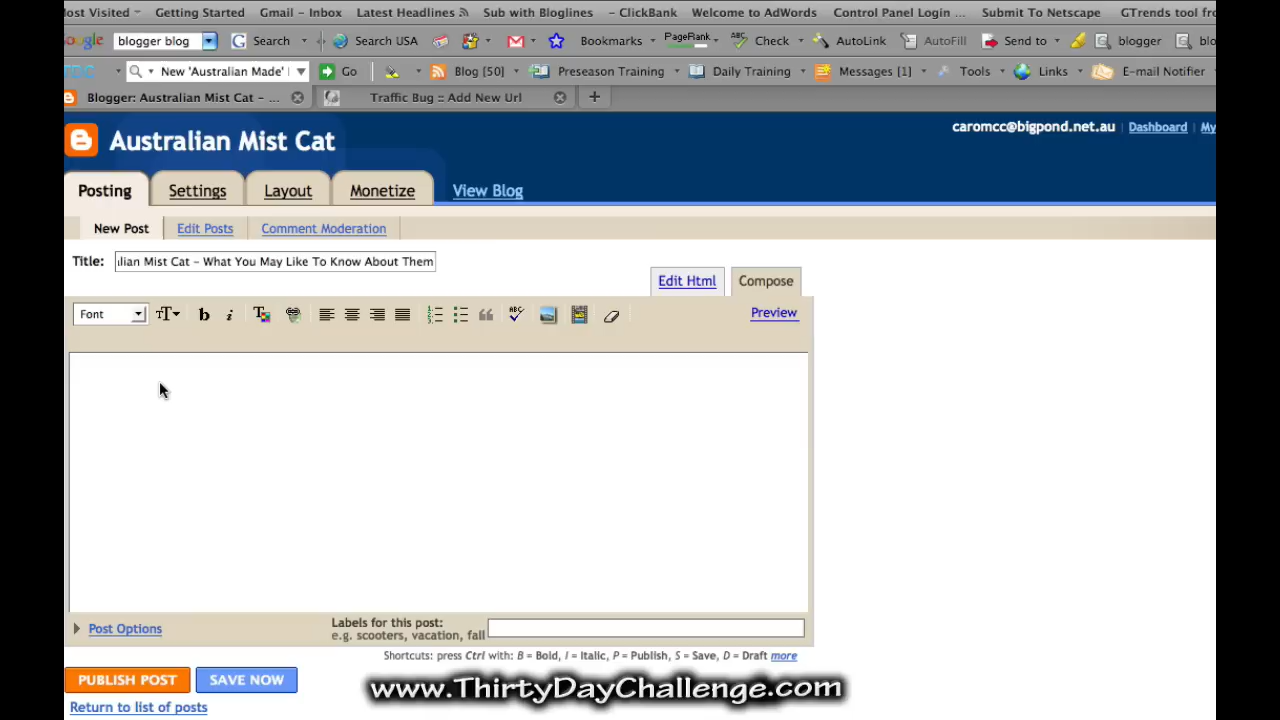 ost Visited Getting Started Gmail - Inbox Latest Headlines Sub with Bloglines - ClickBank Welcome to AdWords Control Panel Login ... Submit To Netscape GTrends tool fr
oogle blogger blog Search Search USA Bookmarks PageRank Check AutoLink AutoFill Send to blogger blo
New 'Australian Made' Go Blog [50] Preseason Training Daily Training Messages [1] Tools Links E-mail Notifier
Blogger: Australian Mist Cat - ... Traffic Bug :: Add New Url
Australian Mist Cat
caromcc@bigpond.net.au | Dashboard | My
Posting Settings Layout Monetize View Blog
New Post Edit Posts Comment Moderation
Title: lian Mist Cat - What You May Like To Know About Them
Edit Html Compose
Font Preview
Post Options
Labels for this post:
e.g. scooters, vacation, fall
Shortcuts: press Ctrl with: B = Bold, I = Italic, P = Publish, S = Save, D = Draft more
PUBLISH POST SAVE NOW
www.ThirtyDayChallenge.com
Return to list of posts